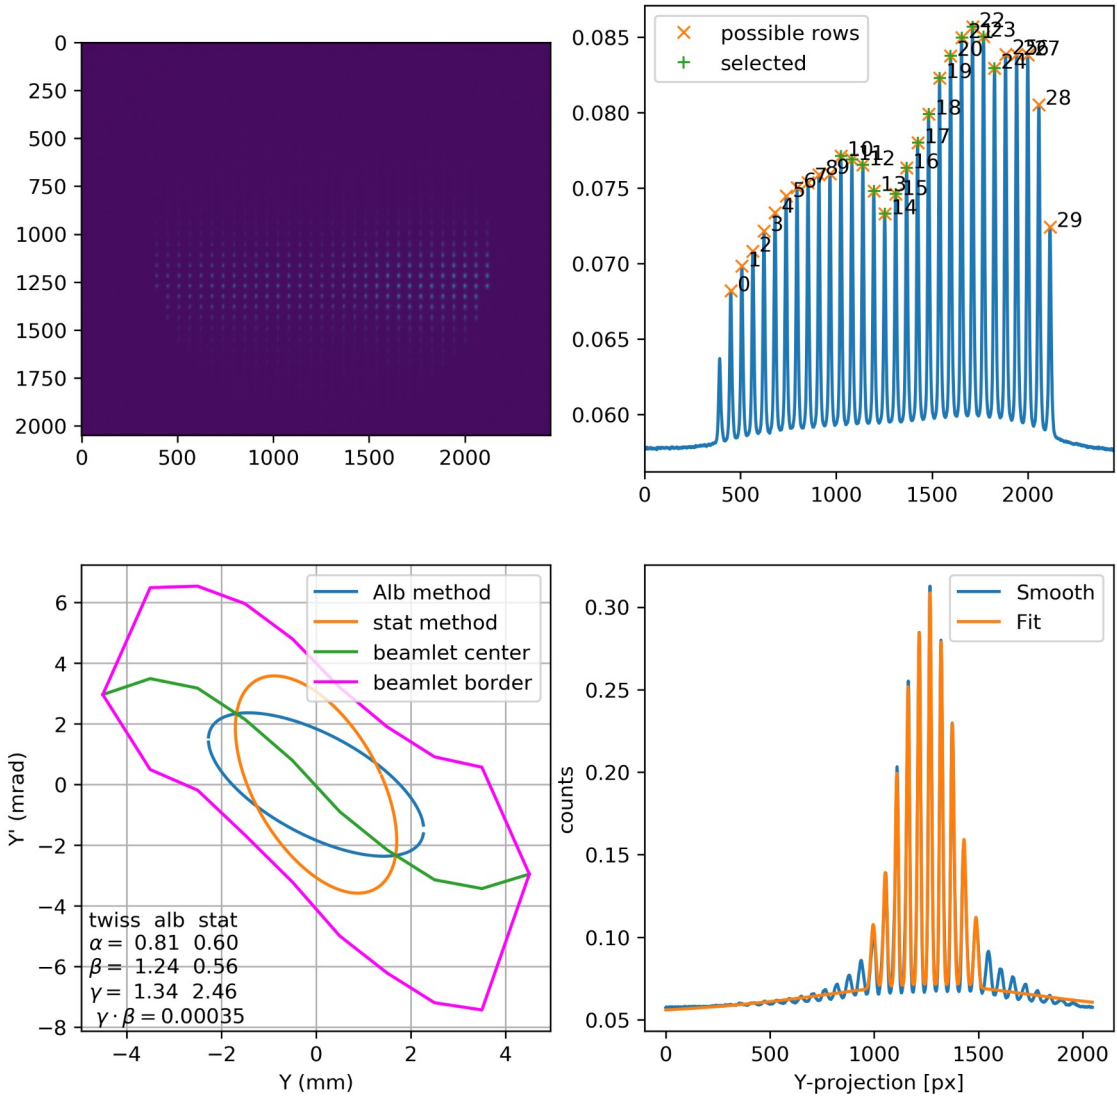 0
250
500
750
1000
1250
1500
1750
2000
0 500 1000 1500 2000
possible rows
selected
0.085
0.080
0.075
0.070
0.065
0.060
0
1
2
3
4
5
6
7
8
9
10
11
12
13
14
15
16
17
18
19
20
21
22
23
24
25
26
27
28
29
0 500 1000 1500 2000
Alb method
stat method
beamlet center
beamlet border
6
4
2
0
−2
−4
−6
−8
Y' (mrad)
twiss alb stat
α = 0.81 0.60
β = 1.24 0.56
γ = 1.34 2.46
γ · β = 0.00035
−4 −2 0 2 4
Y (mm)
Smooth
Fit
0.30
0.25
0.20
0.15
0.10
0.05
counts
0 500 1000 1500 2000
Y-projection [px]